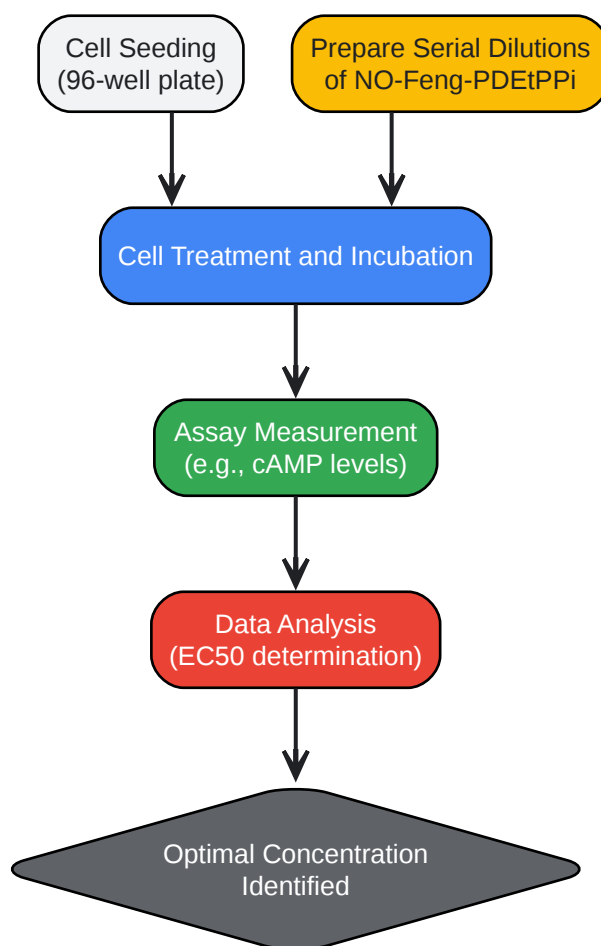 Cell Seeding
(96-well plate)
Prepare Serial Dilutions
of NO-Feng-PDEtPPi
Cell Treatment and Incubation
Assay Measurement
(e.g., cAMP levels)
Data Analysis
(EC50 determination)
Optimal Concentration
Identified